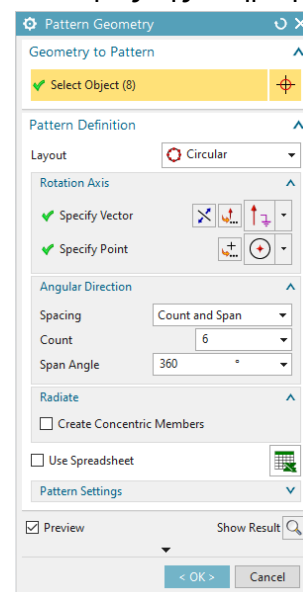 Pattern Geometry
Geometry to Pattern
Select Object (8)
Pattern Definition
Layout Circular
Rotation Axis
Specify Vector
Specify Point
Angular Direction
Spacing Count and Span
Count 6
Span Angle 360 °
Radiate
Create Concentric Members
Use Spreadsheet
Pattern Settings
Preview Show Result
< OK > Cancel